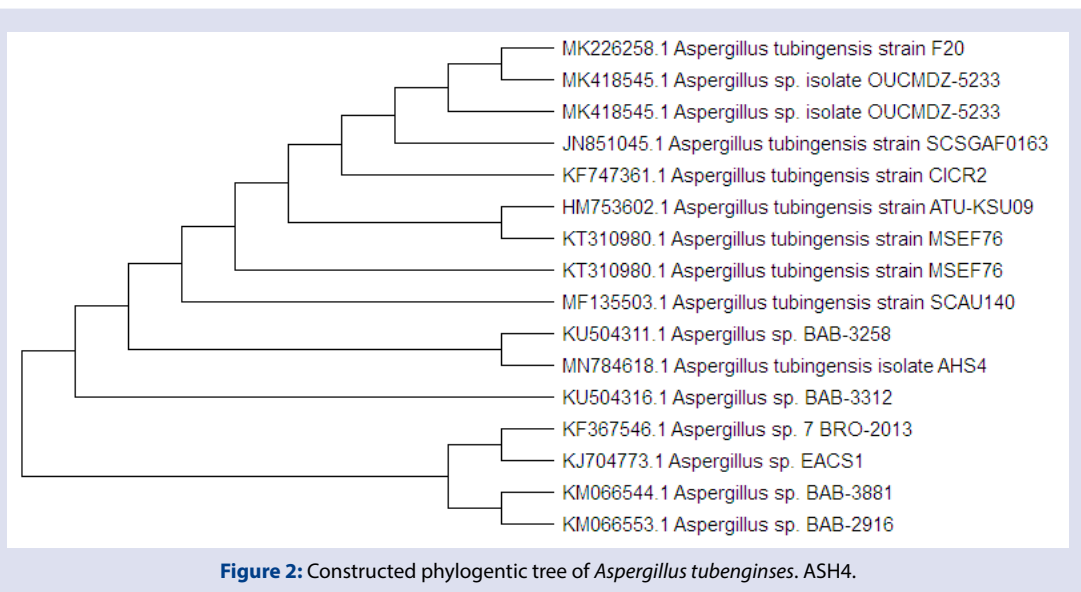 MK226258.1 Aspergillus tubingensis strain F20
MK418545.1 Aspergillus sp. isolate OUCMDZ-5233
MK418545.1 Aspergillus sp. isolate OUCMDZ-5233
JN851045.1 Aspergillus tubingensis strain SCSGAF0163
KF747361.1 Aspergillus tubingensis strain CICR2
HM753602.1 Aspergillus tubingensis strain ATU-KSU09
KT310980.1 Aspergillus tubingensis strain MSEF76
KT310980.1 Aspergillus tubingensis strain MSEF76
MF135503.1 Aspergillus tubingensis strain SCAU140
KU504311.1 Aspergillus sp. BAB-3258
MN784618.1 Aspergillus tubingensis isolate AHS4
KU504316.1 Aspergillus sp. BAB-3312
KF367546.1 Aspergillus sp. 7 BRO-2013
KJ704773.1 Aspergillus sp. EACS1
KM066544.1 Aspergillus sp. BAB-3881
KM066553.1 Aspergillus sp. BAB-2916
Figure 2: Constructed phylogentic tree of Aspergillus tubenginses. ASH4.